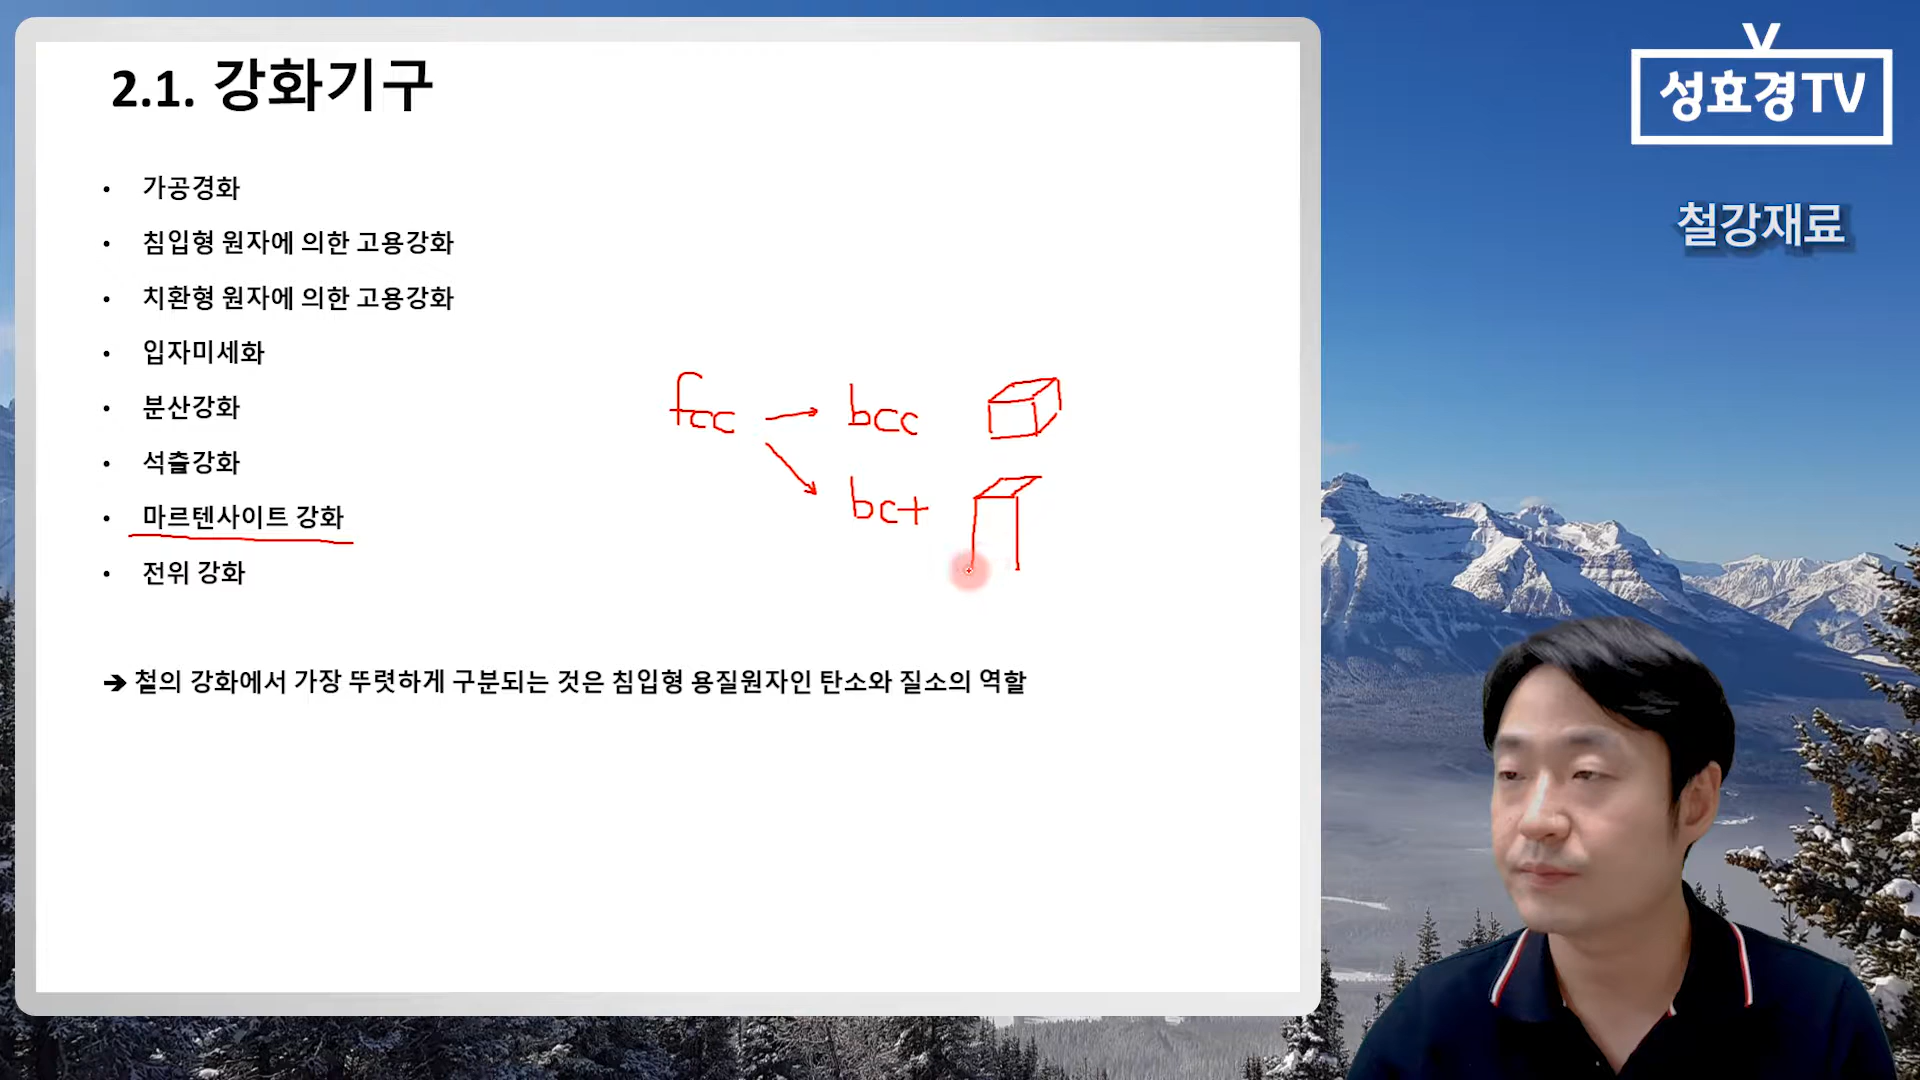 2.1. 강화기구
• 가공경화
• 침입형 원자에 의한 고용강화
• 치환형 원자에 의한 고용강화
• 입자미세화
• 분산강화
• 석출강화
• 마르텐사이트 강화
• 전위 강화
➔ 철의 강화에서 가장 뚜렷하게 구분되는 것은 침입형 용질원자인 탄소와 질소의 역할
fcc → bcc
bct
성효경TV
철강재료